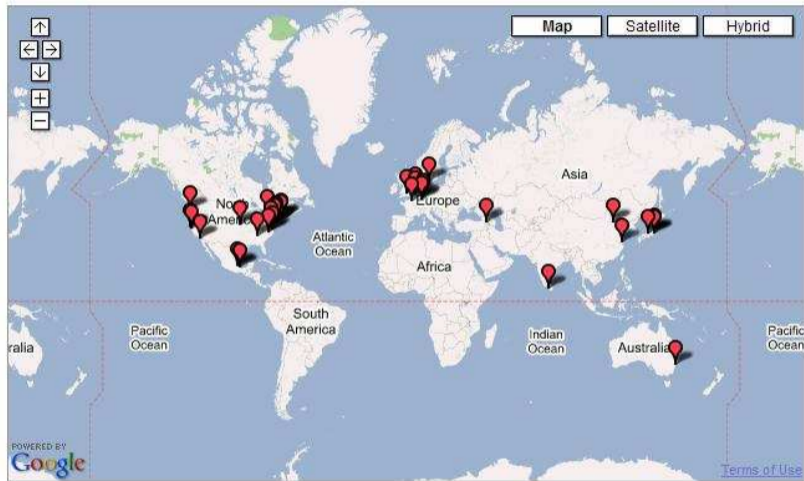 Map
Satellite
Hybrid
North
America
Europe
Asia
Atlantic
Ocean
Africa
South
America
Pacific
Ocean
Indian
Ocean
Australia
ralia
Pacific
Ocean
POWERED BY
Google
Terms of Use